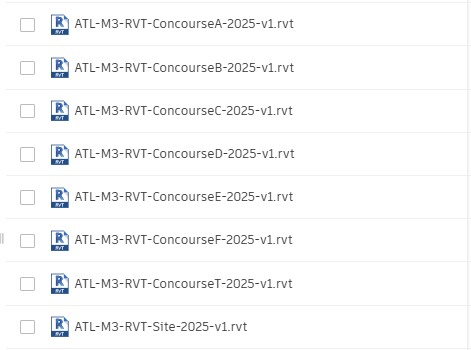 ATL-M3-RVT-ConcourseA-2025-v1.rvt
ATL-M3-RVT-ConcourseB-2025-v1.rvt
ATL-M3-RVT-ConcourseC-2025-v1.rvt
ATL-M3-RVT-ConcourseD-2025-v1.rvt
ATL-M3-RVT-ConcourseE-2025-v1.rvt
ATL-M3-RVT-ConcourseF-2025-v1.rvt
ATL-M3-RVT-ConcourseT-2025-v1.rvt
ATL-M3-RVT-Site-2025-v1.rvt